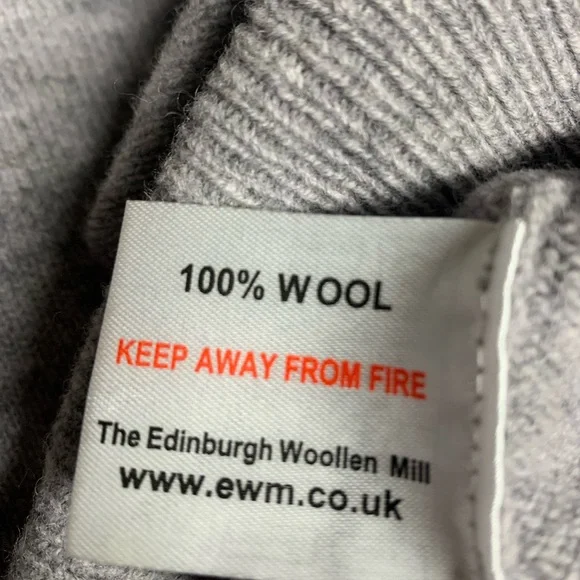 100% WOOL
KEEP AWAY FROM FIRE
The Edinburgh Woollen Mill
www.ewm.co.uk